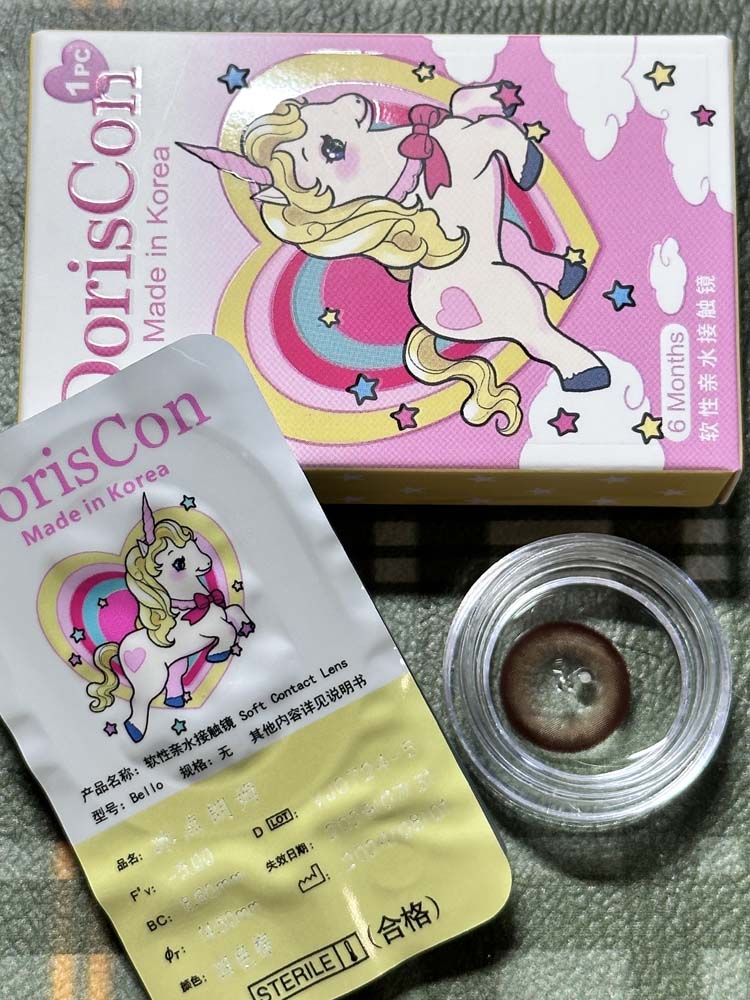 1PC
DorisCon
Made in Korea
6 Months
软性亲水接触镜
orisCon
Made in Korea
产品名称: 软性亲水接触镜 Soft Contact Lens
型号: Bello 规格: 无 其他内容详见说明书
品名:
F'v: .00
BC: mm
φT: mm
颜色:
D LOT:
失效日期:
STERILE (合格)